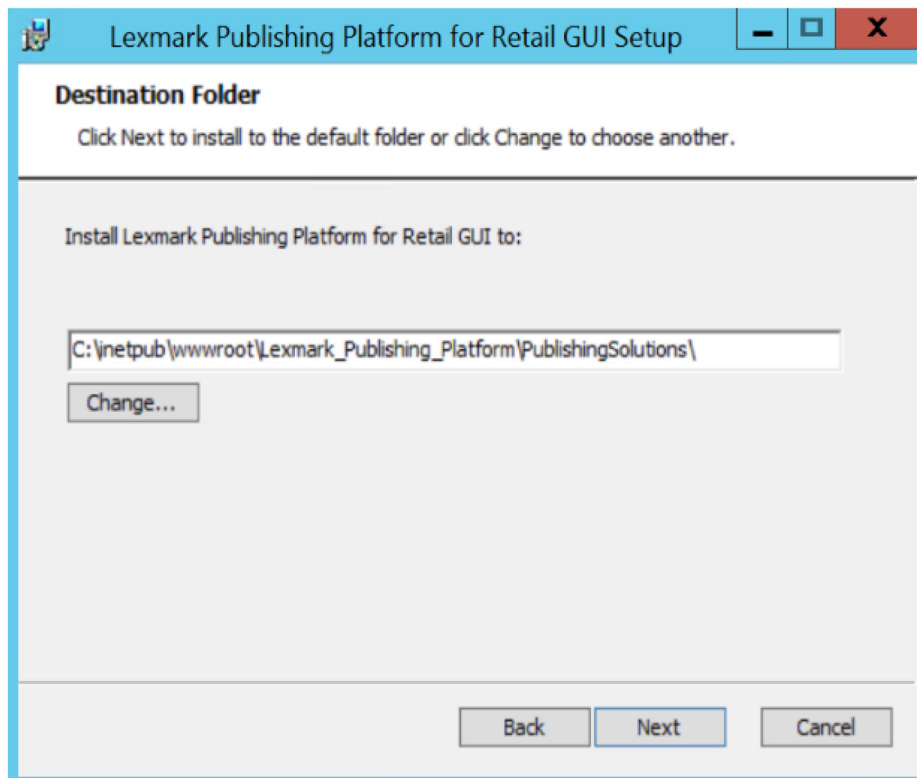 Lexmark Publishing Platform for Retail GUI Setup
Destination Folder
Click Next to install to the default folder or click Change to choose another.
Install Lexmark Publishing Platform for Retail GUI to:
C:\inetpub\wwwroot\Lexmark_Publishing_Platform\PublishingSolutions\
Change...
Back Next Cancel